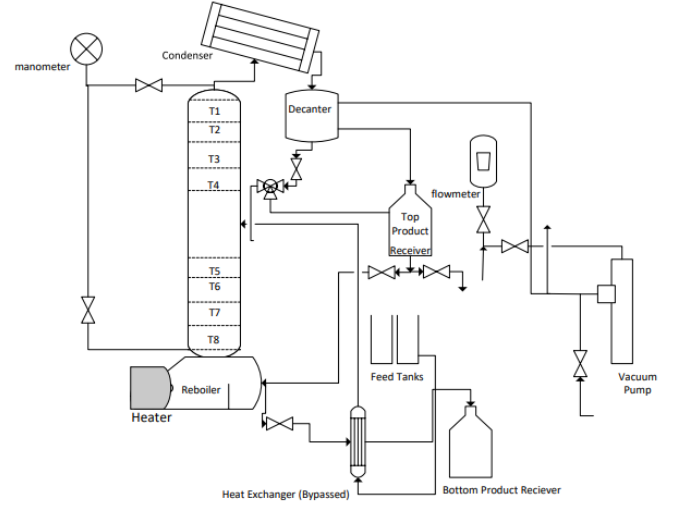 Condenser
manometer
Decanter
T1
T2
T3
T4
flowmeter
Top
Product
Receiver
T5
T6
T7
T8
Feed Tanks
Vacuum
Pump
Reboiler
Heater
Heat Exchanger (Bypassed)
Bottom Product Reciever